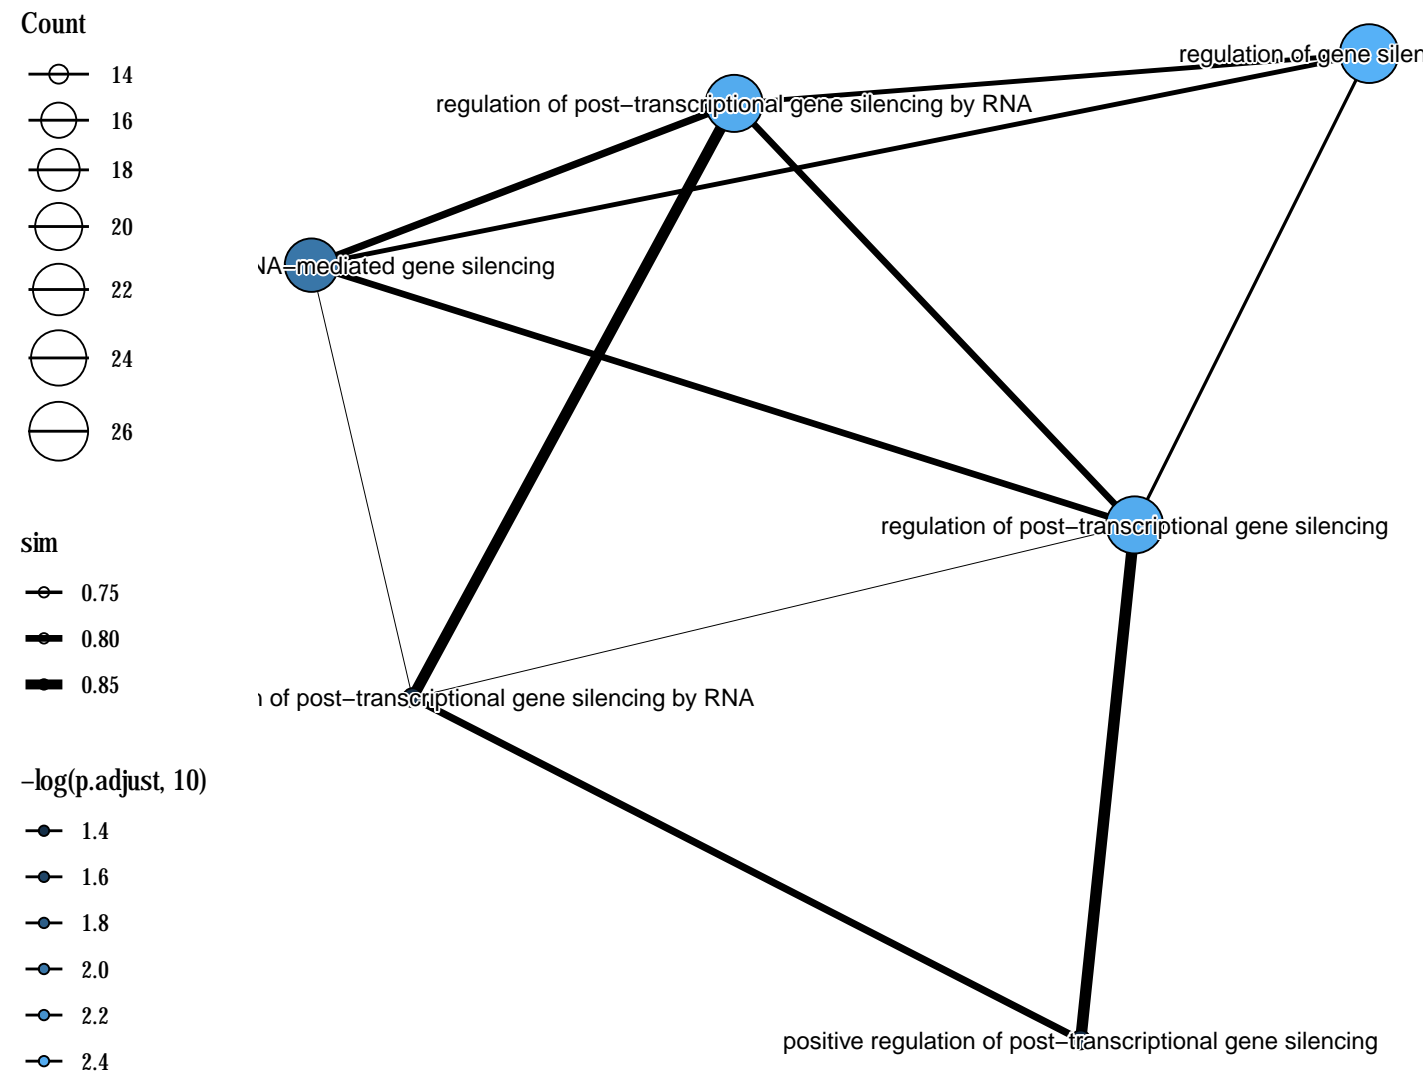 Count
14
16
18
20
22
24
26
sim
0.75
0.80
0.85
–log(p.adjust, 10)
1.4
1.6
1.8
2.0
2.2
2.4
regulation of gene silen
regulation of post–transcriptional gene silencing by RNA
NA–mediated gene silencing
regulation of post–transcriptional gene silencing
of post–transcriptional gene silencing by RNA
positive regulation of post–transcriptional gene silencing